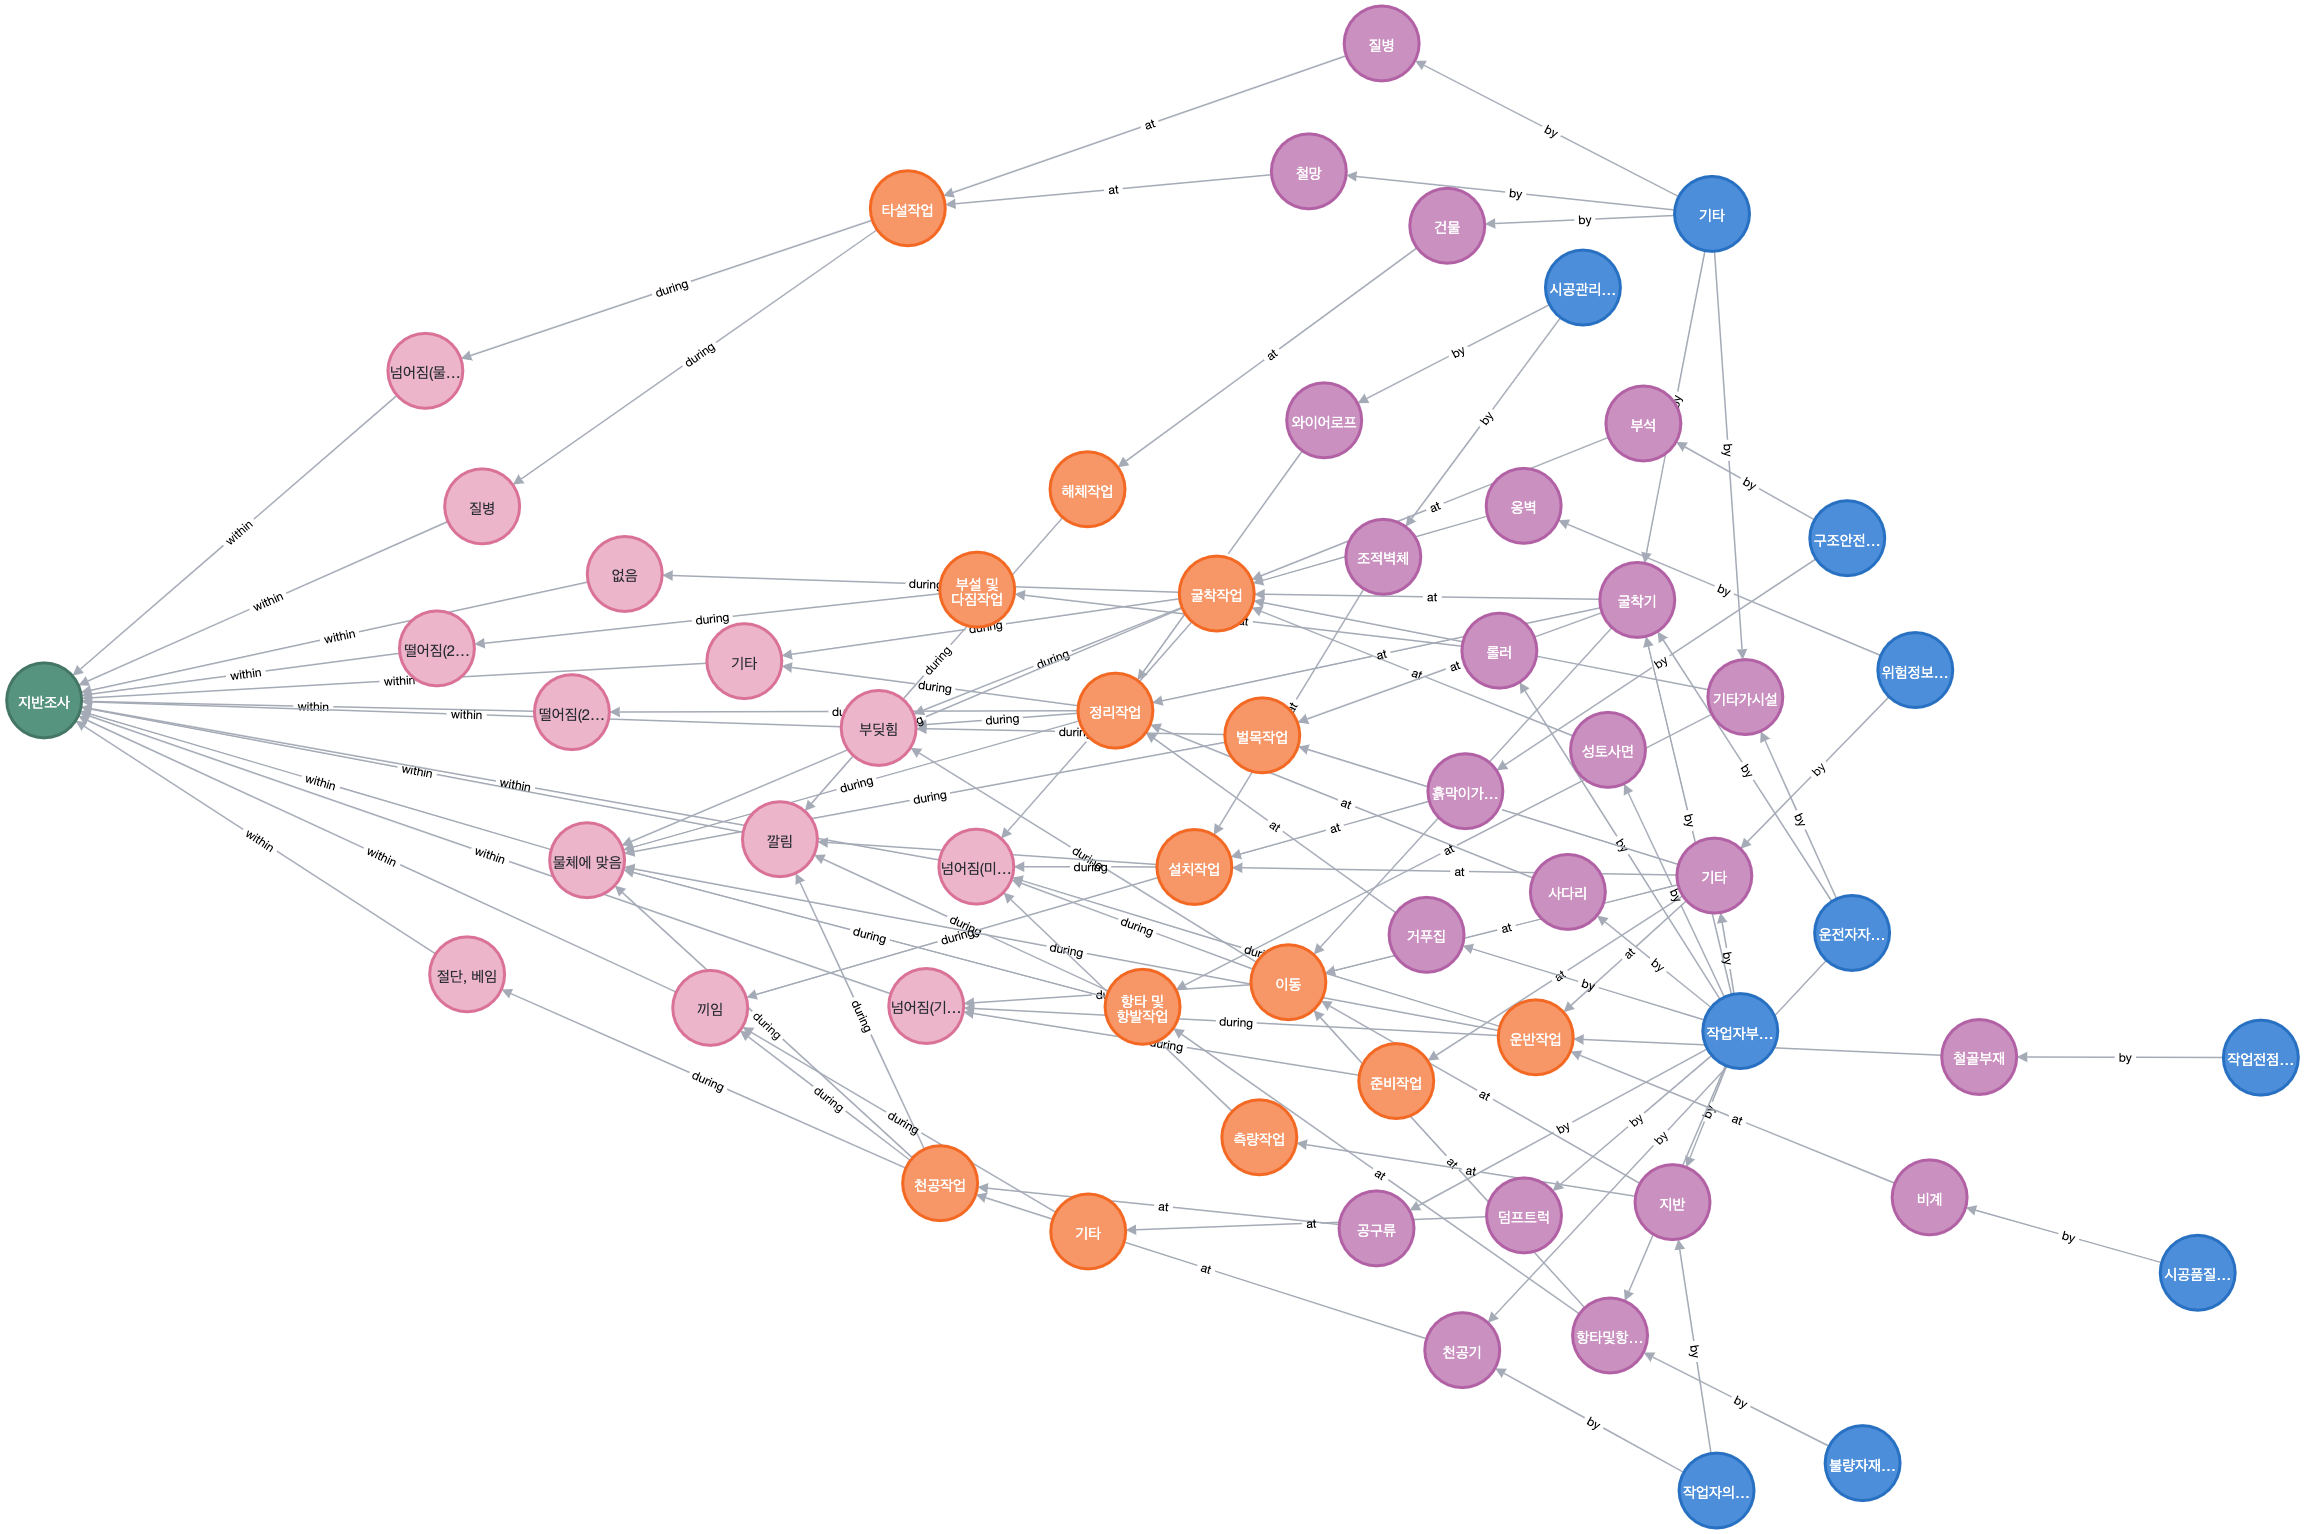 질병
at
by
철망
타설작업
at
by
기타
건물
by
시공관리…
during
at
during
by
넘어짐(물…
by
와이어로프
부석
by
해체작업
by
질병
at
옹벽
within
구조안전…
없음
during
부설 및
다짐작업
굴착작업
조적벽체
at
굴착기
by
within
within
during
떨어짐(2…
기타
during
during
롤러
at
at
by
위험정보…
within
within
during
at
at
기타가시설
지반조사
within
within
떨어짐(2…
부딪힘
during
정리작업
벌목작업
at
성토사면
within
within
within
during
during
흙막이가…
at
at
by
by
by
by
within
within
within
물체에 맞음
깔림
넘어짐(미…
during
설치작업
at
at
at
기타
사다리
by
during
during
during
during
during
거푸집
at
by
운전자자…
절단, 베임
끼임
넘어짐(기…
항타 및
항발작업
이동
at
at
by
by
during
during
during
during
운반작업
작업자부…
철골부재
by
작업전점…
during
during
during
준비작업
at
by
by
by
at
측량작업
at
at
at
by
천공작업
기타
at
at
공구류
덤프트럭
지반
비계
by
at
시공품질…
천공기
항타및항…
by
by
by
불량자재…
작업자의…